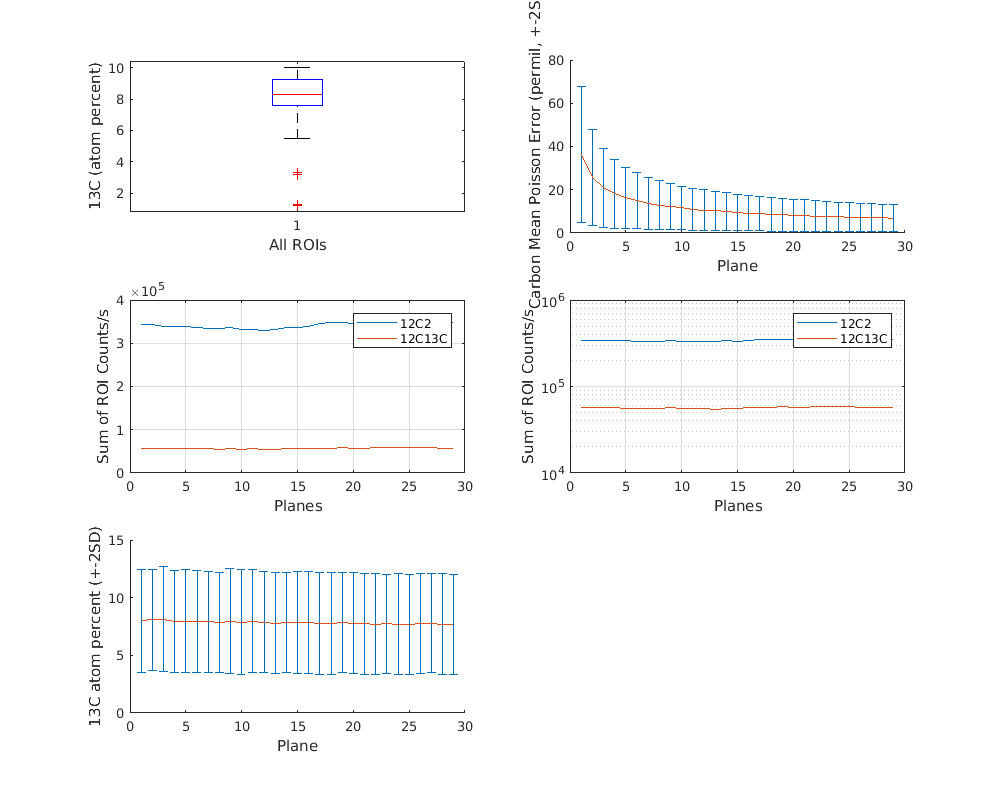 13C (atom percent)
10
8
6
4
2
1
All ROIs
Carbon Mean Poisson Error (permil, +-2S
80
60
40
20
0
0 5 10 15 20 25 30
Plane
×10^5
Sum of ROI Counts/s
4
3
2
1
0
12C2
12C13C
0 5 10 15 20 25 30
Planes
Sum of ROI Counts/s
10^6
10^5
10^4
12C2
12C13C
0 5 10 15 20 25 30
Planes
13C atom percent (+-2SD)
15
10
5
0
0 5 10 15 20 25 30
Plane